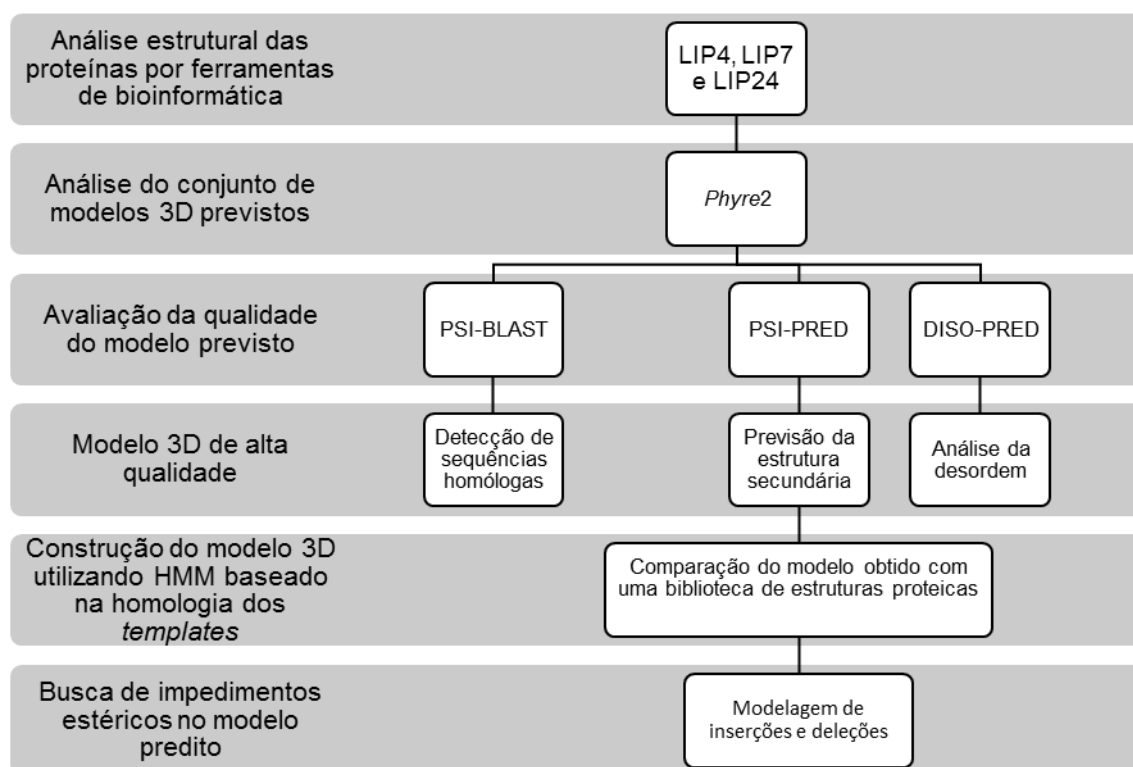 Análise estrutural das
proteínas por ferramentas
de bioinformática
LIP4, LIP7
e LIP24
Análise do conjunto de
modelos 3D previstos
Phyre2
Avaliação da qualidade
do modelo previsto
PSI-BLAST
PSI-PRED
DISO-PRED
Modelo 3D de alta
qualidade
Detecção de
sequências
homólogas
Previsão da
estrutura
secundária
Análise da
desordem
Construção do modelo 3D
utilizando HMM baseado
na homologia dos
templates
Comparação do modelo obtido com
uma biblioteca de estruturas proteicas
Busca de impedimentos
estéricos no modelo
predito
Modelagem de
inserções e deleções